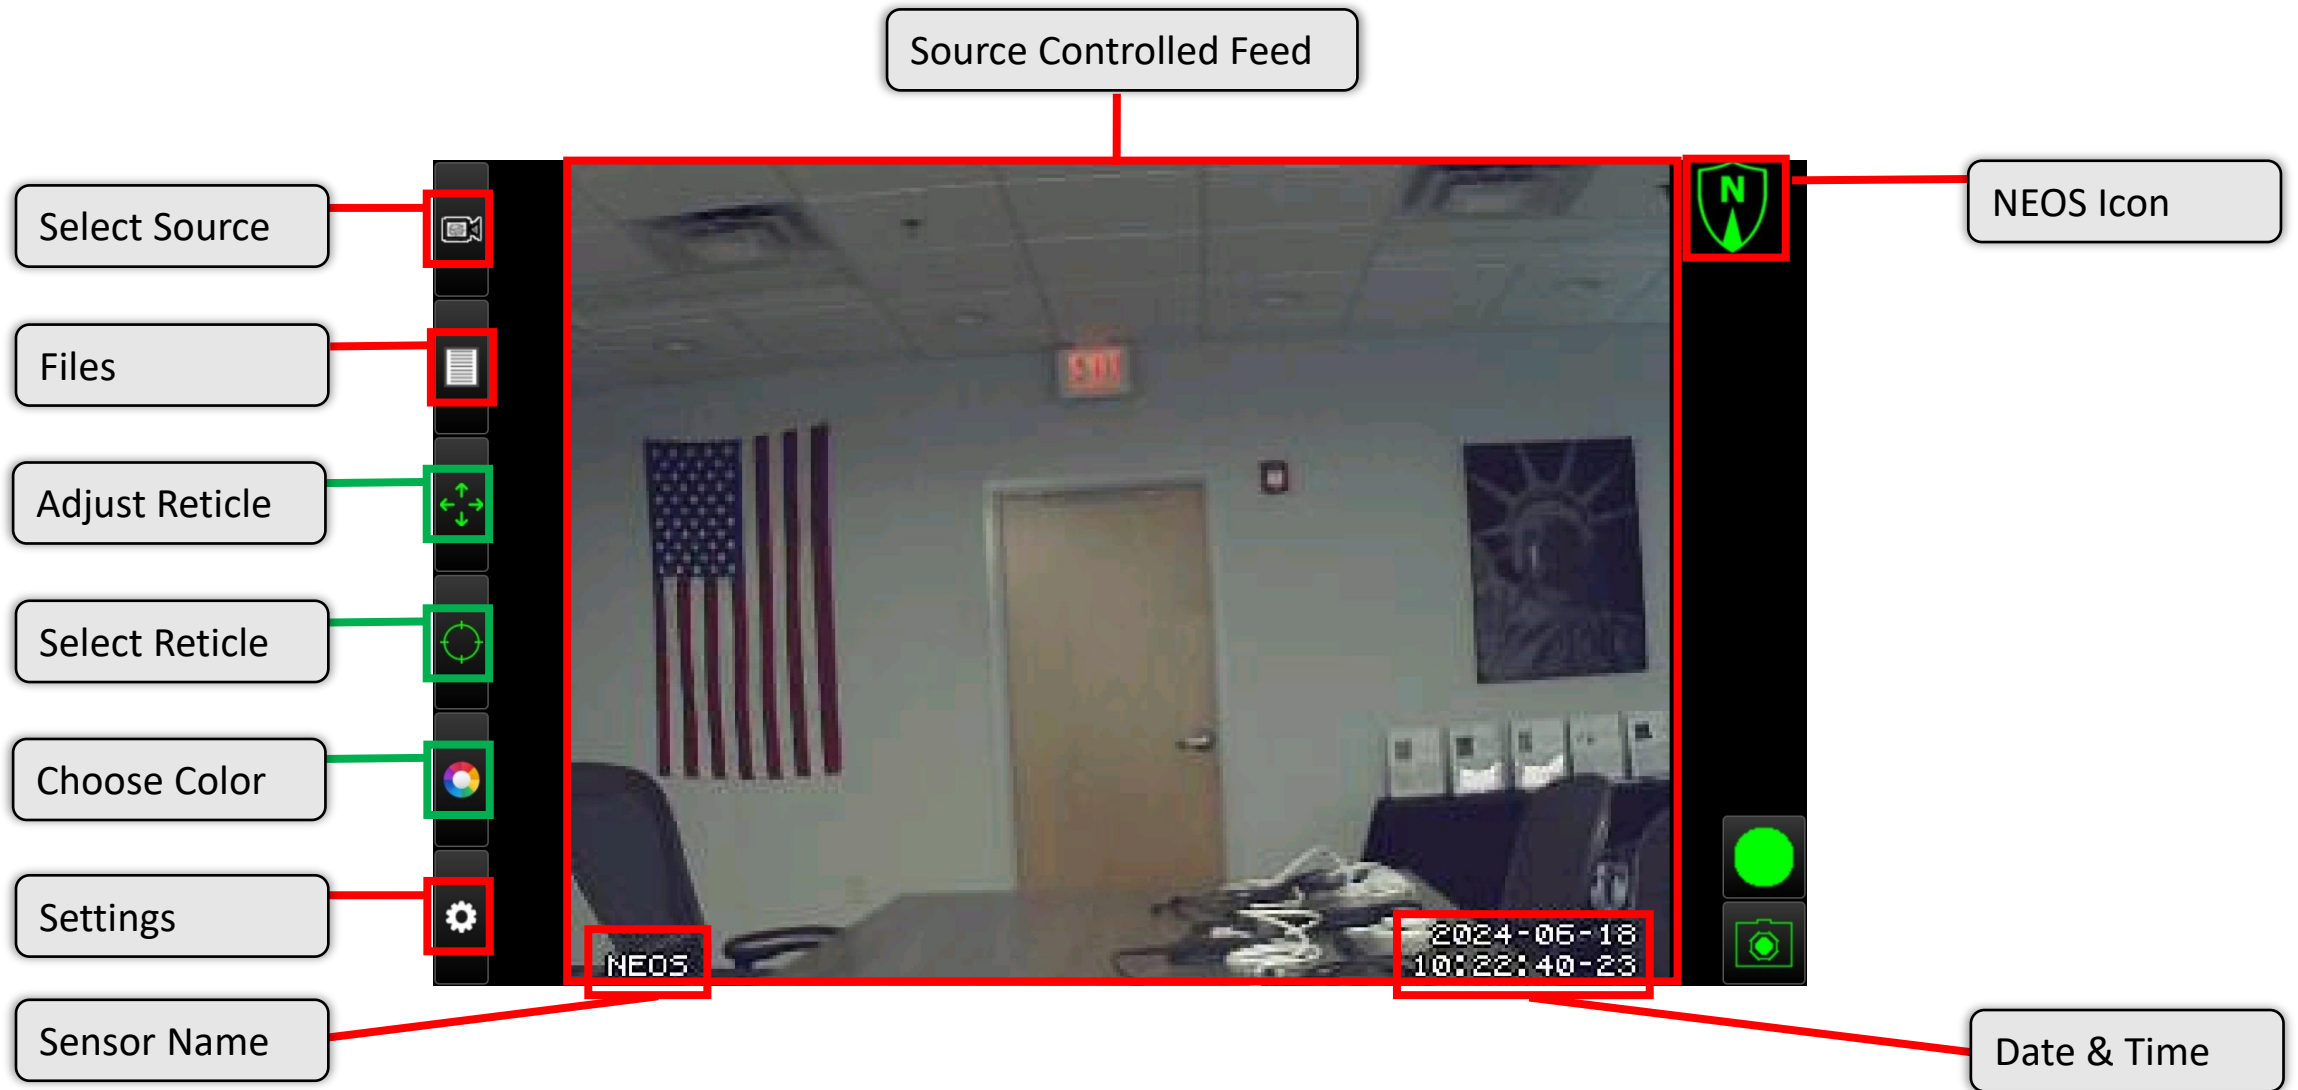 Source Controlled Feed
Select Source
N
NEOS Icon
Files
EXIT
Adjust Reticle
Select Reticle
Choose Color
Settings
NEOS
2024-06-18
10:22:40-23
Sensor Name
Date & Time